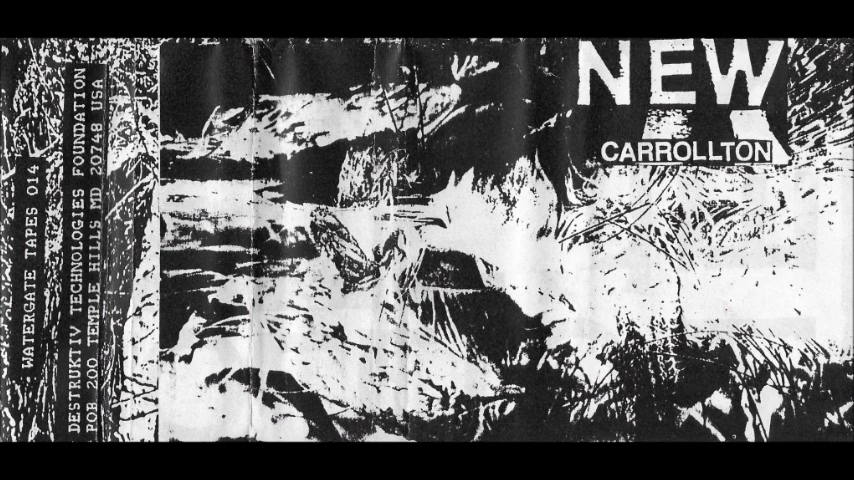 WATERGATE TAPES 014
DESTRUKTIV TECHNOLOGIES FOUNDATION
POB 200 TEMPLE HILLS MD 20748 USA
NEW
CARROLLTON